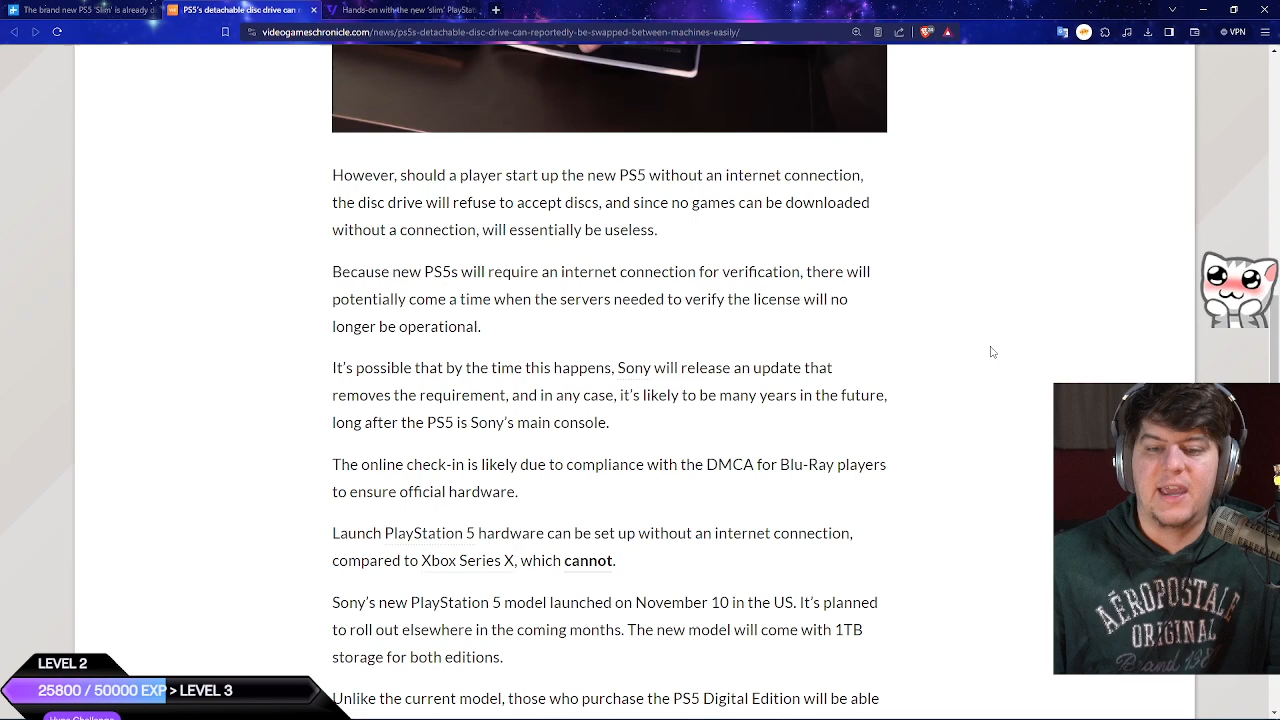 The brand new PS5 'Slim' is already d
PS5's detachable disc drive can r
Hands-on with the new 'slim' PlaySta
videogameschronicle.com/news/ps5s-detachable-disc-drive-can-reportedly-be-swapped-between-machines-easily/
VPN
However, should a player start up the new PS5 without an internet connection,
the disc drive will refuse to accept discs, and since no games can be downloaded
without a connection, will essentially be useless.
Because new PS5s will require an internet connection for verification, there will
potentially come a time when the servers needed to verify the license will no
longer be operational.
It's possible that by the time this happens, Sony will release an update that
removes the requirement, and in any case, it's likely to be many years in the future,
long after the PS5 is Sony's main console.
The online check-in is likely due to compliance with the DMCA for Blu-Ray players
to ensure official hardware.
Launch PlayStation 5 hardware can be set up without an internet connection,
compared to Xbox Series X, which cannot.
Sony's new PlayStation 5 model launched on November 10 in the US. It's planned
to roll out elsewhere in the coming months. The new model will come with 1TB
storage for both editions.
Unlike the current model, those who purchase the PS5 Digital Edition will be able
AÉROPOSTALE
ORIGINAL
Brand
LEVEL 2
25800 / 50000 EXP > LEVEL 3
Hype Challenge